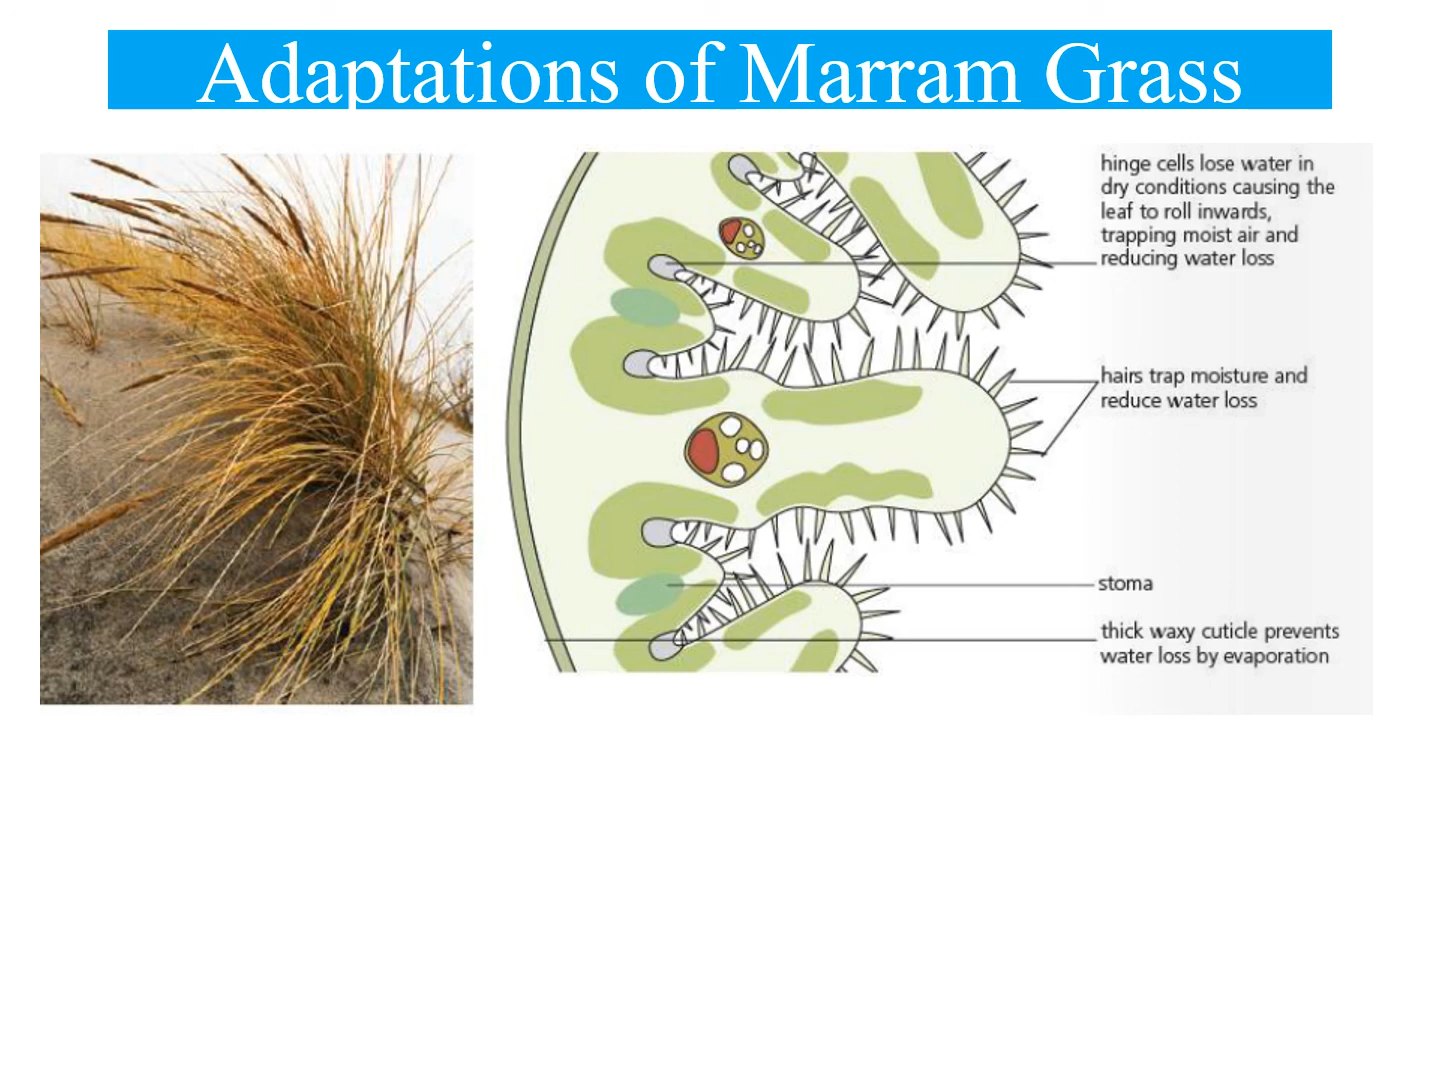 Adaptations of Marram Grass
hinge cells lose water in
dry conditions causing the
leaf to roll inwards,
trapping moist air and
reducing water loss
hairs trap moisture and
reduce water loss
stoma
thick waxy cuticle prevents
water loss by evaporation